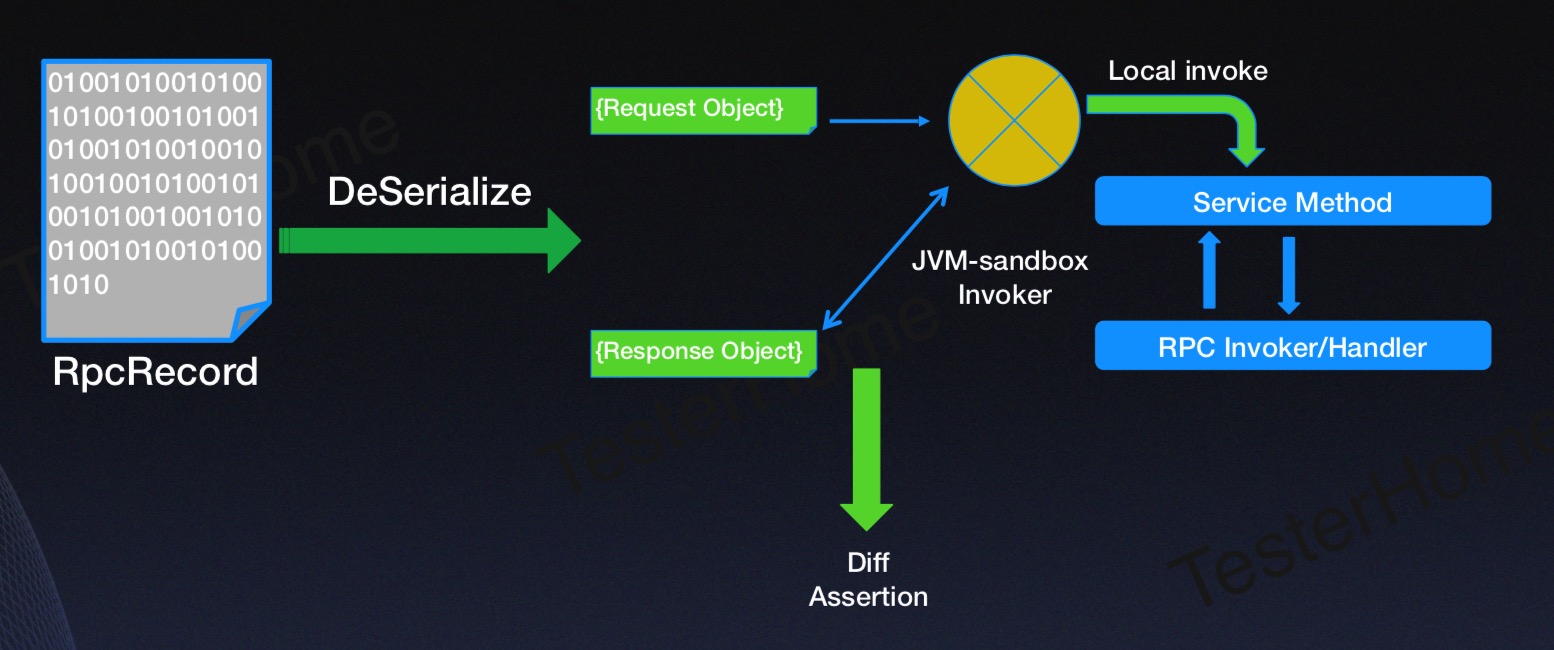 01001010010100
10100100101001
01001010010010
10010010100101
00101001001010
01001010010100
1010
RpcRecord
DeSerialize
{Request Object}
{Response Object}
JVM-sandbox
Invoker
Local invoke
Service Method
RPC Invoker/Handler
Diff
Assertion
TesterHome
TesterHome
TesterHome